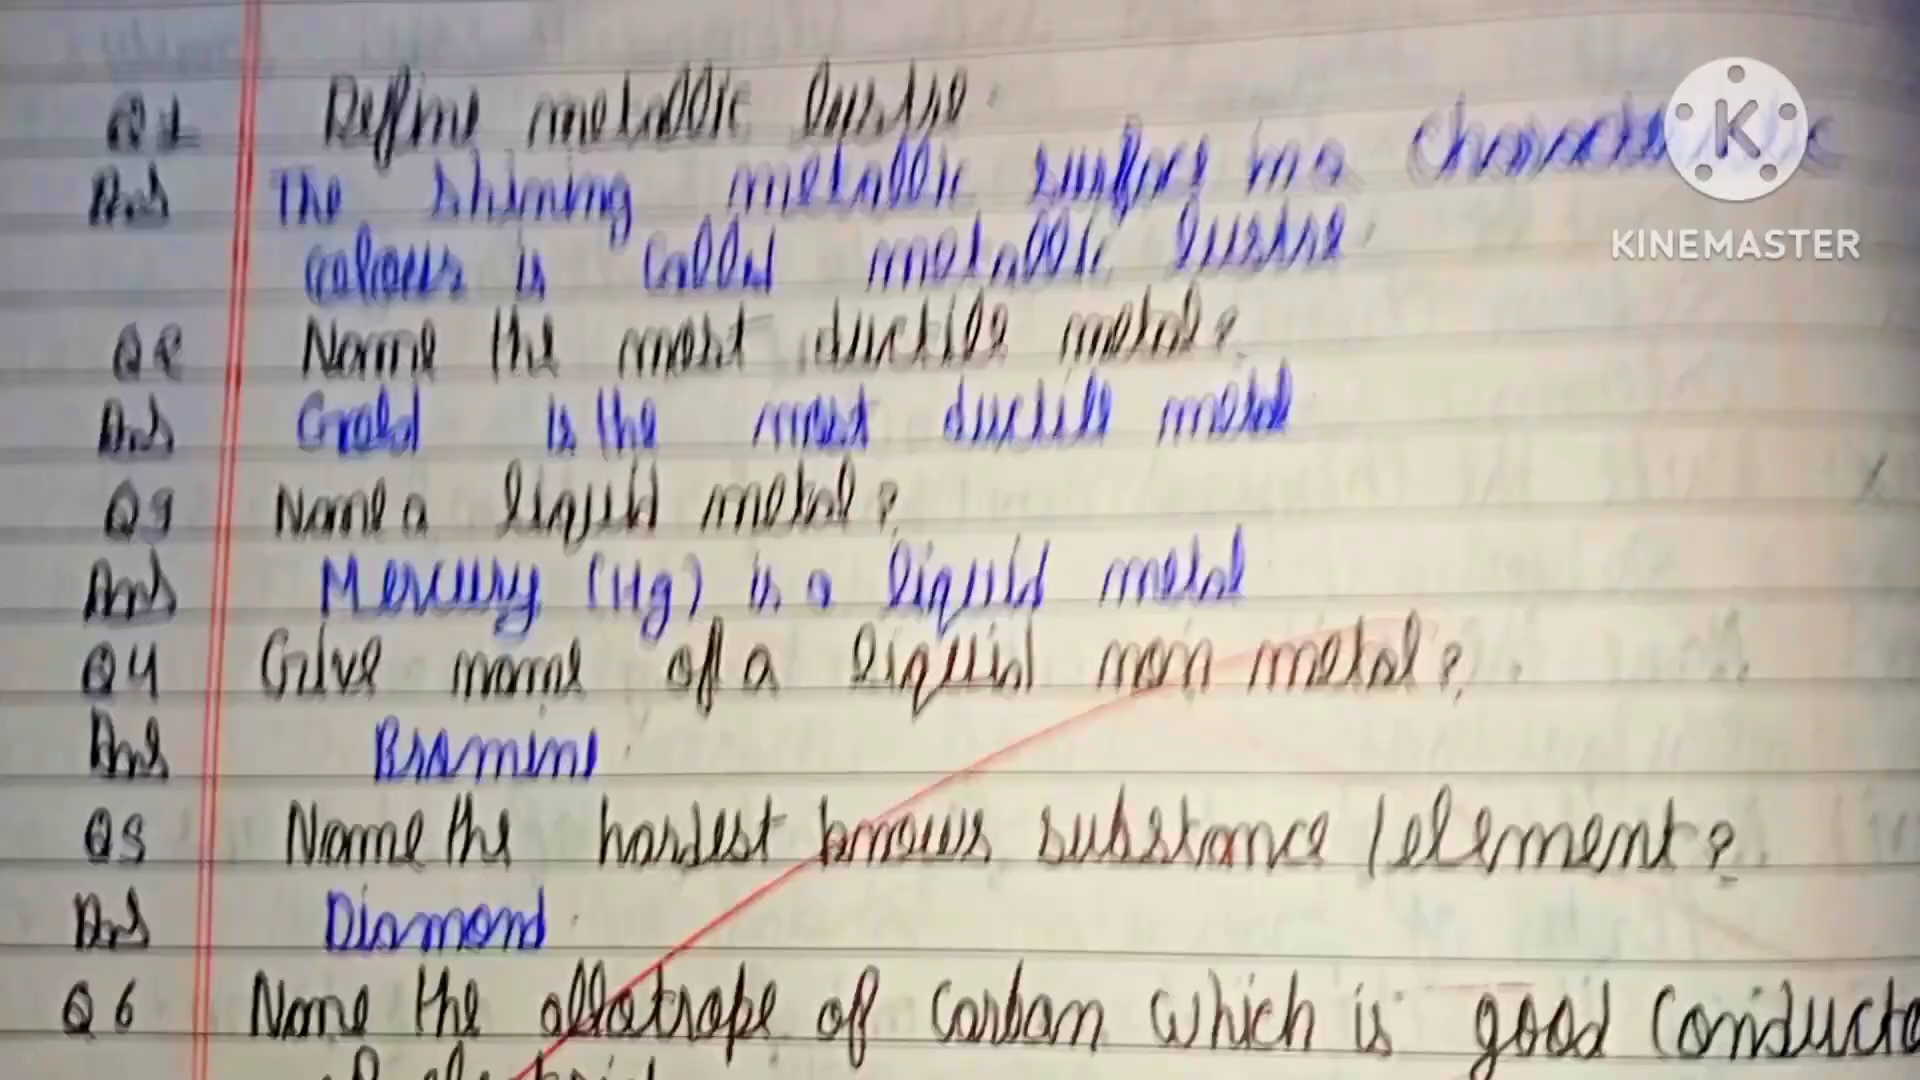 Q1 Define metallic lustre.
Ans The shining metallic surface in a characteristic
colour is called metallic lustre.
Q2 Name the most ductile metal?
Ans Gold is the most ductile metal
Q3 Name a liquid metal?
Ans Mercury (Hg) is a liquid metal
Q4 Give name of a liquid non metal?
Ans Bromine
Q5 Name the hardest known substance / element?
Ans Diamond.
Q6 Name the allotrope of carbon which is good conducto
K
KINEMASTER